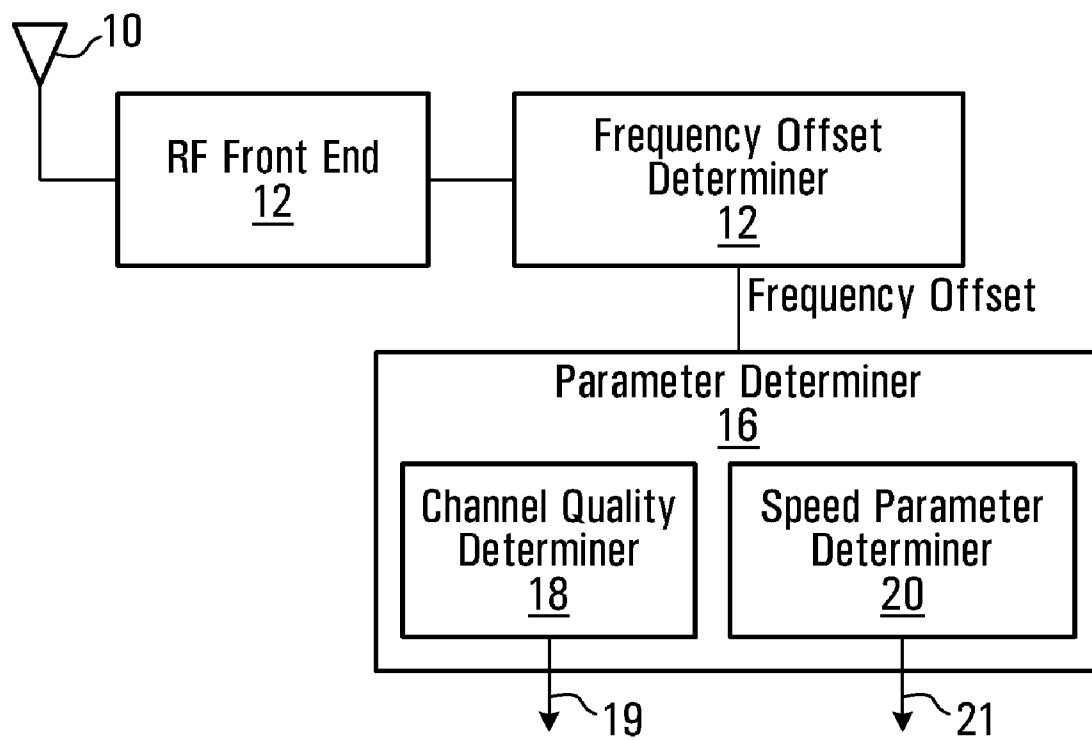 10
RF Front End
12
Frequency Offset
Determiner
12
Frequency Offset
Parameter Determiner
16
Channel Quality
Determiner
18
Speed Parameter
Determiner
20
19
21